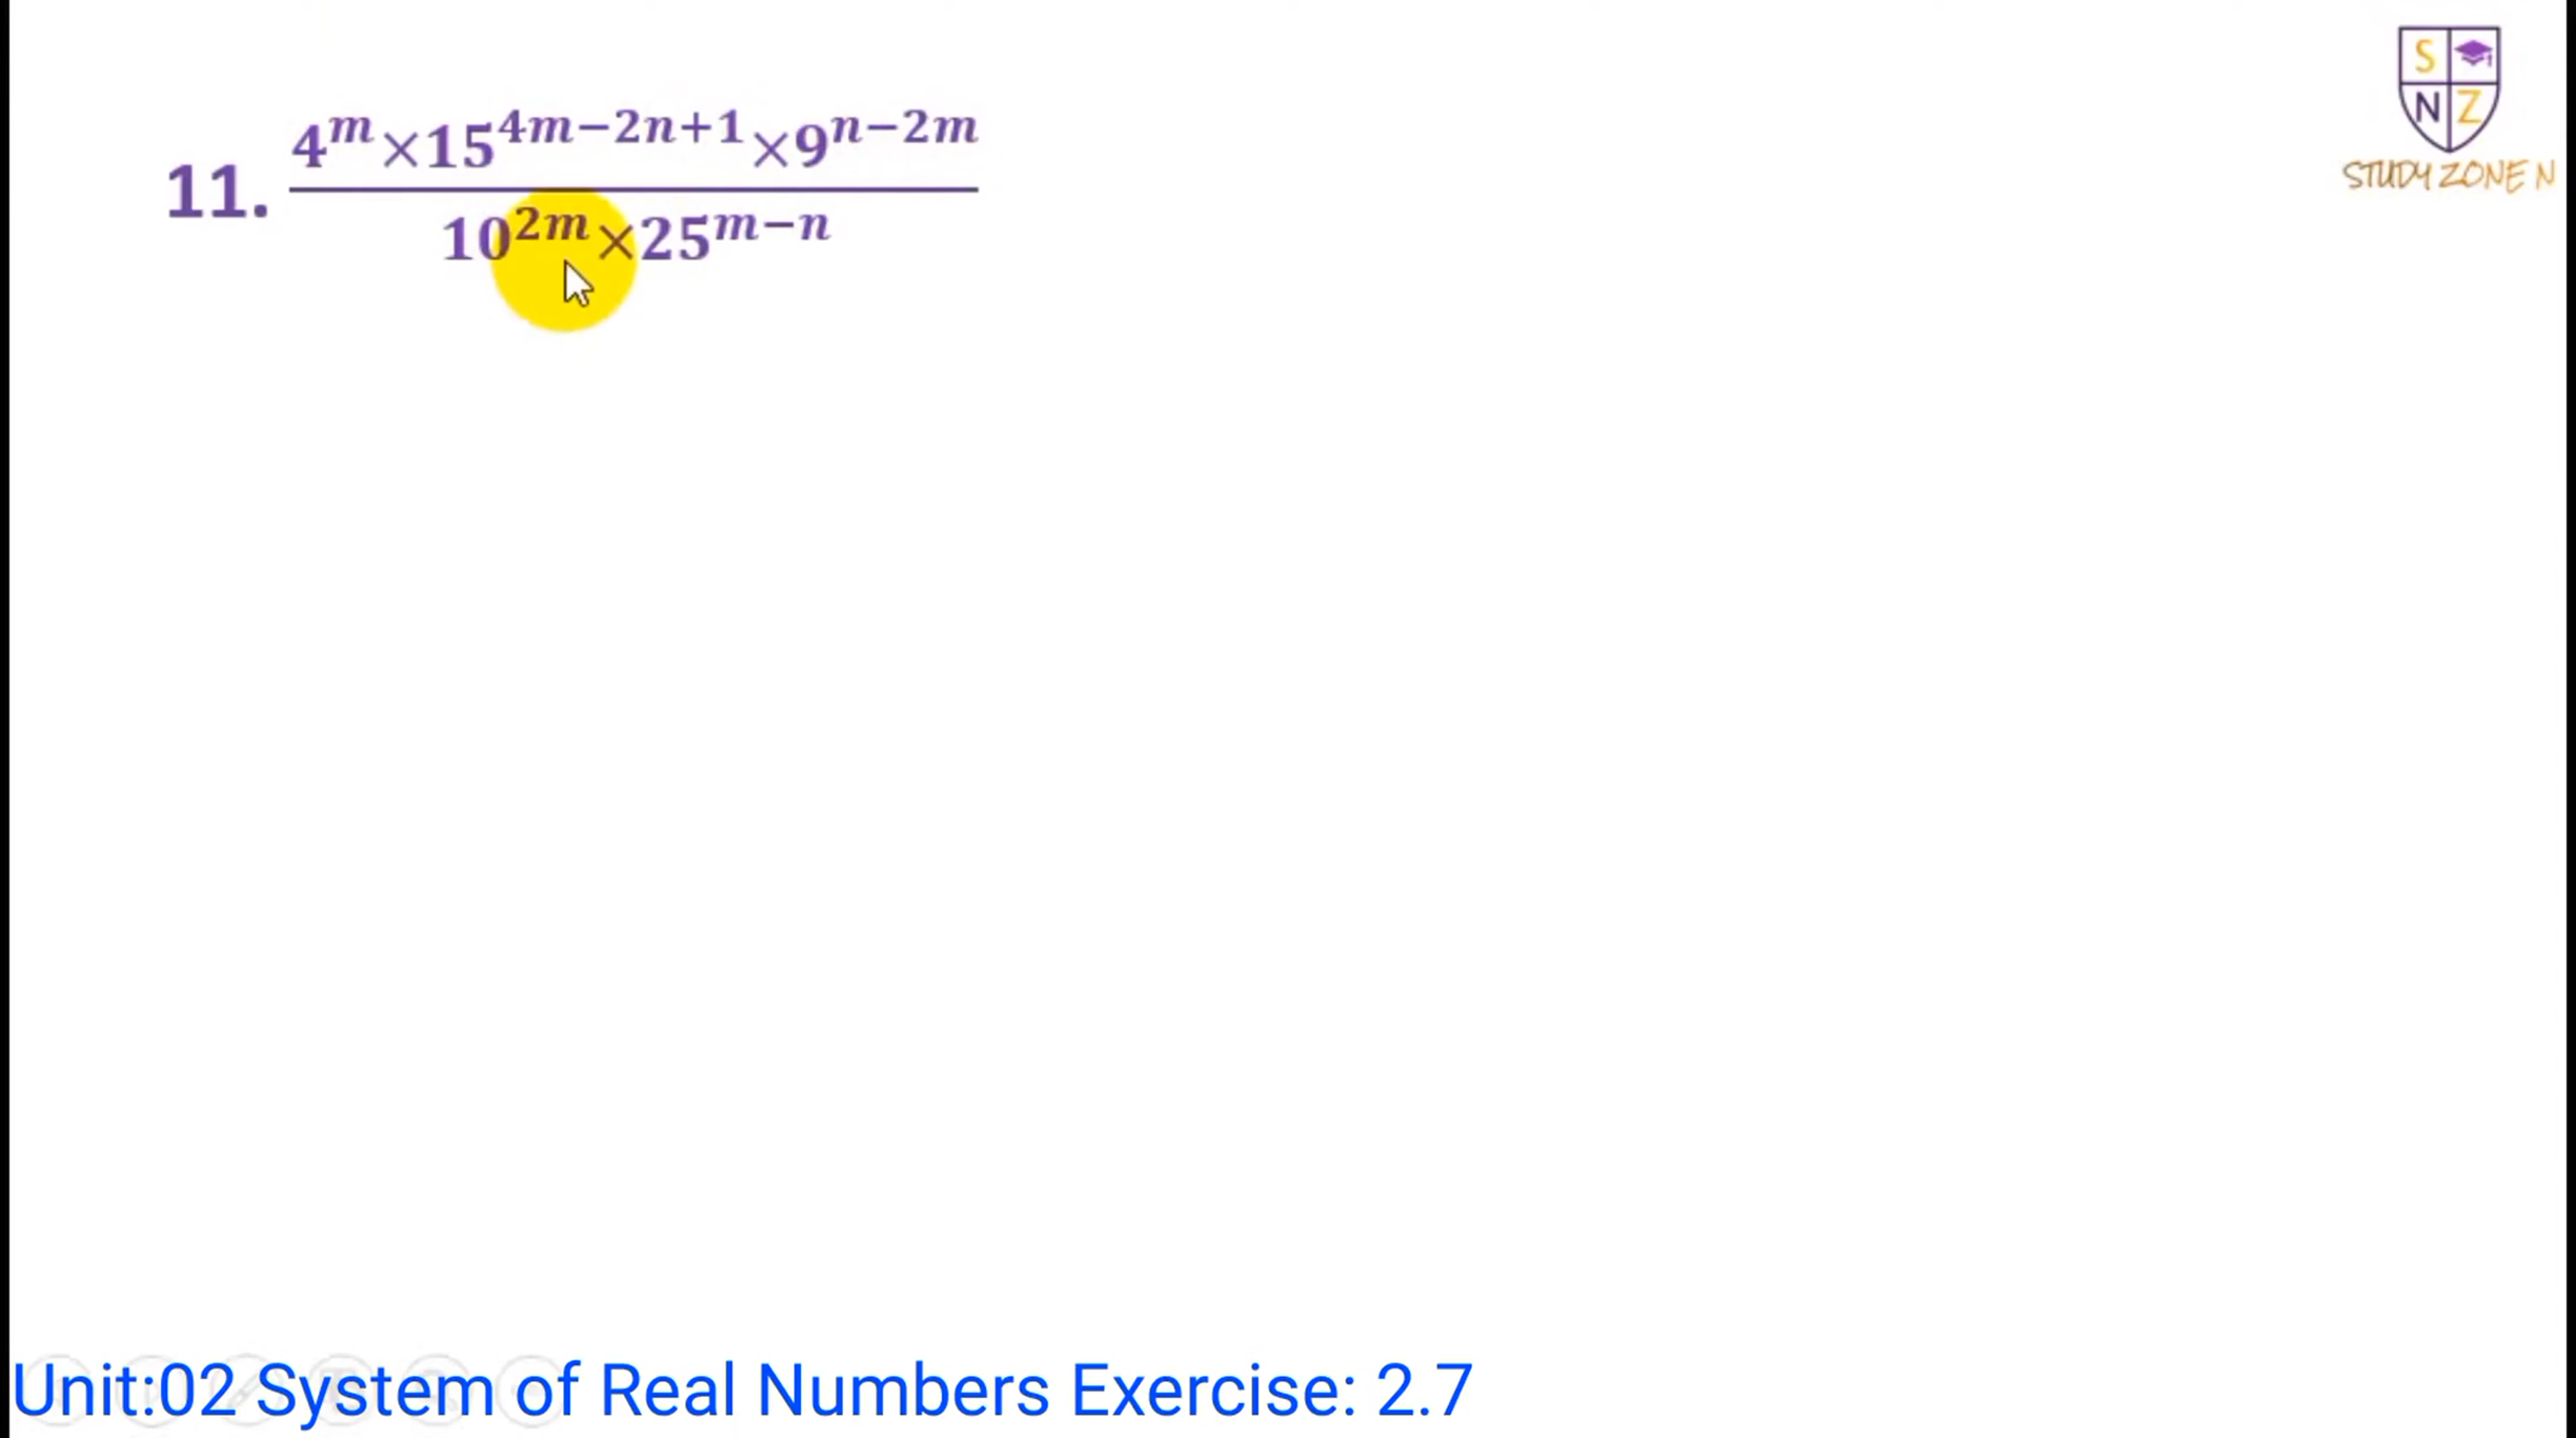 S
N Z
STUDY ZONE N
11. \frac{4^{m}×15^{4m−2n+1}×9^{n−2m}}{10^{2m}×25^{m−n}}
Unit:02 System of Real Numbers Exercise: 2.7